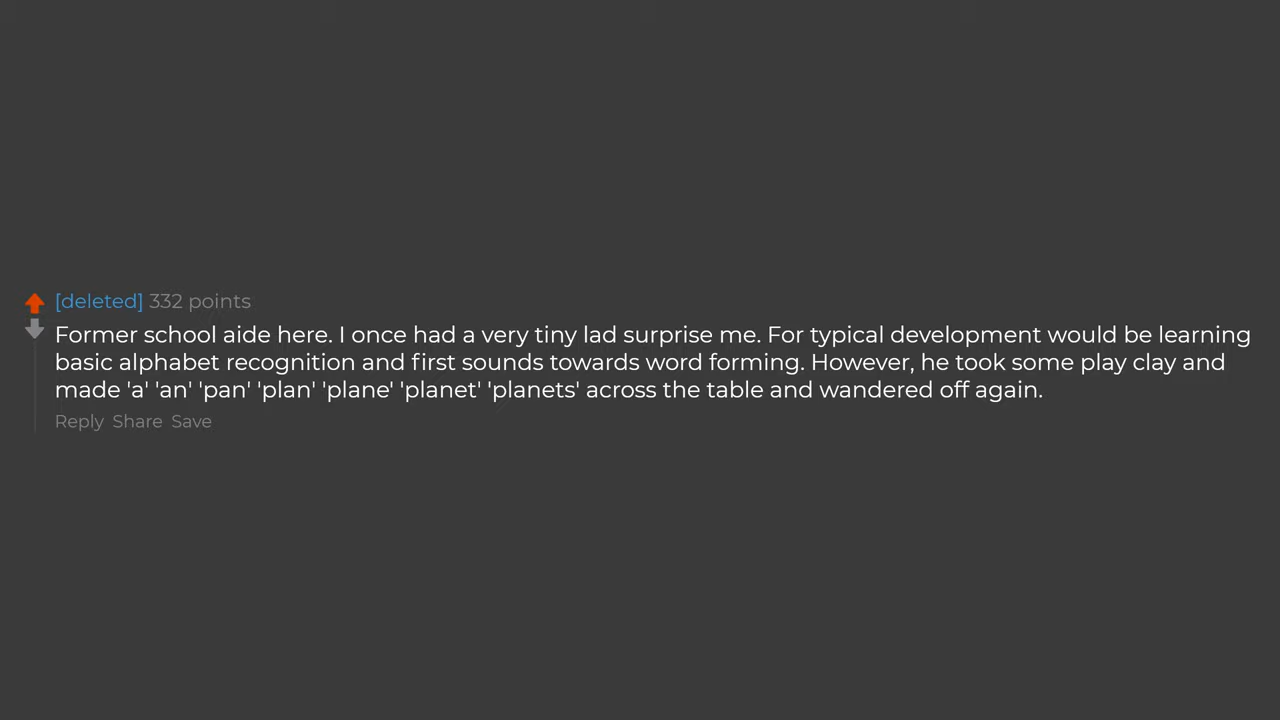 [deleted] 332 points
Former school aide here. I once had a very tiny lad surprise me. For typical development would be learning
basic alphabet recognition and first sounds towards word forming. However, he took some play clay and
made 'a' 'an' 'pan' 'plan' 'plane' 'planet' 'planets' across the table and wandered off again.
Reply Share Save